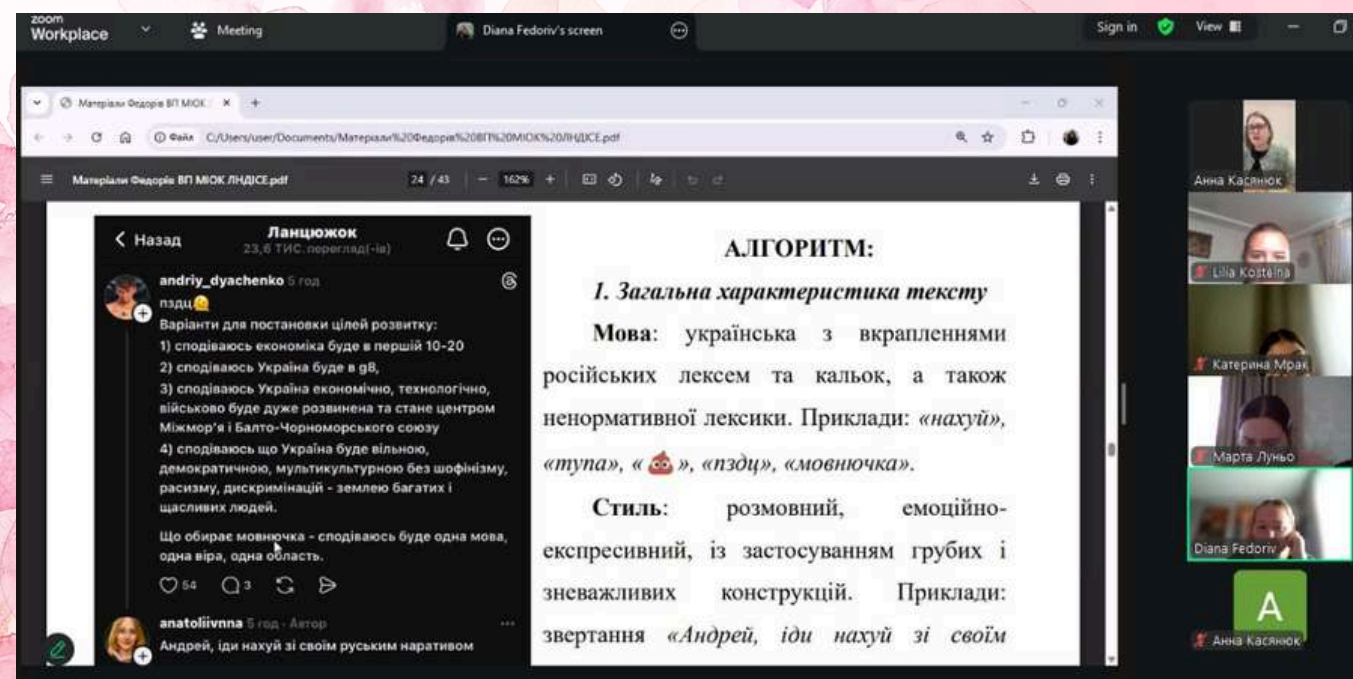 zoom
Workplace
Meeting
Diana Fedoriv's screen
Sign in
View
Матеріали Федорів ВП МІОК
Файл
C:/Users/user/Documents/Матеріали%20Федорів%20ВП%20МІОК%20ЛНДІСЕ.pdf
Матеріали Федорів ВП МІОК ЛНДІСЕ.pdf
24 / 43
162%
Назад
Ланцюжок
23,6 ТИС. перегляд(-ів)
andriy_dyachenko 5 год
пздц🫠
Варіанти для постановки цілей розвитку:
1) сподіваюсь економіка буде в першій 10-20
2) сподіваюсь Україна буде в g8,
3) сподіваюсь Україна економічно, технологічно,
військово буде дуже розвинена та стане центром
Міжмор'я і Балто-Чорноморського союзу
4) сподіваюсь що Україна буде вільною,
демократичною, мультикультурною без шофінізму,
расизму, дискримінацій - землею багатих і
щасливих людей.
Що обирає мовнючка - сподіваюсь буде одна мова,
одна віра, одна область.
54
3
anatoliivnna 5 год · Автор
Андрей, іди нахуй зі своїм руським наративом
АЛГОРИТМ:
1. Загальна характеристика тексту
Мова: українська з вкрапленнями
російських лексем та кальок, а також
ненормативної лексики. Приклади: «нахуй»,
«тупа», «💩», «пздц», «мовнючка».
Стиль: розмовний, емоційно-
експресивний, із застосуванням грубих і
зневажливих конструкцій. Приклади:
звертання «Андрей, іди нахуй зі своїм
Анна Касянюк
Lilia Kostelna
Катерина Мрак
Марта Луньо
Diana Fedoriv
А
Анна Касянюк